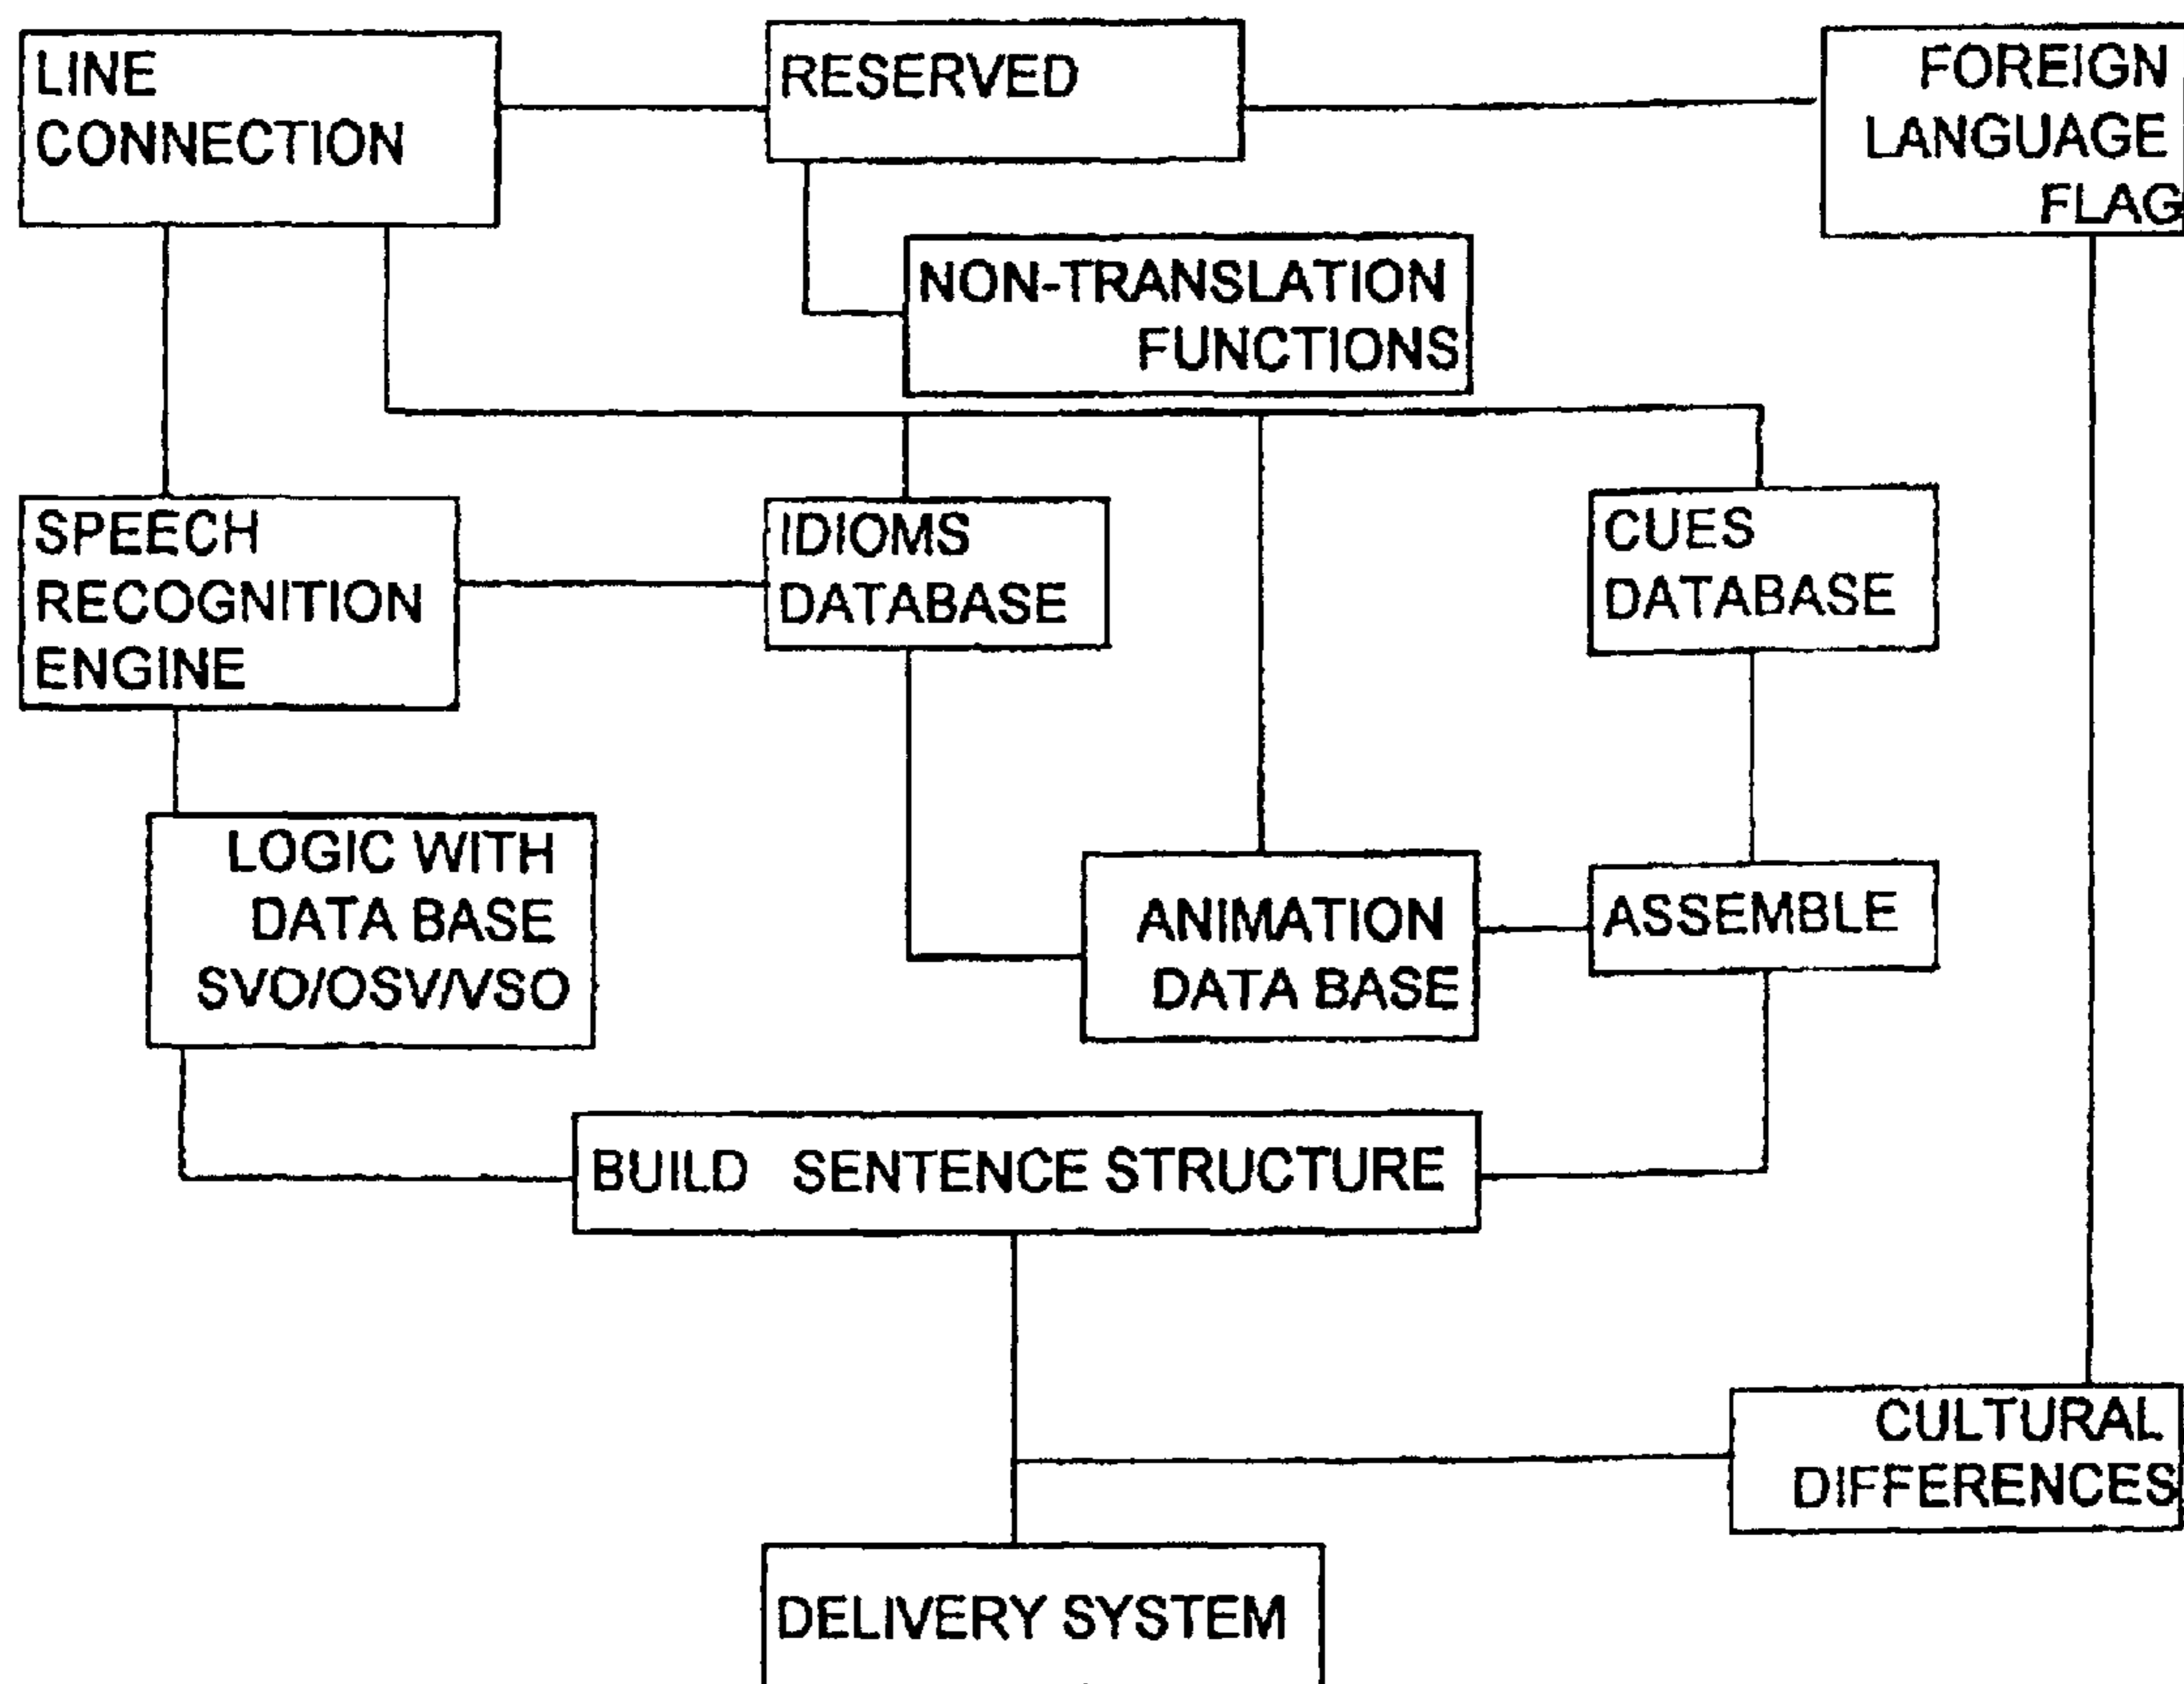 LINE
CONNECTION
RESERVED
FOREIGN
LANGUAGE
FLAG
NON-TRANSLATION
FUNCTIONS
SPEECH
RECOGNITION
ENGINE
IDIOMS
DATABASE
CUES
DATABASE
LOGIC WITH
DATA BASE
SVO/OSV/VSO
ANIMATION
DATA BASE
ASSEMBLE
BUILD SENTENCE STRUCTURE
CULTURAL
DIFFERENCES
DELIVERY SYSTEM